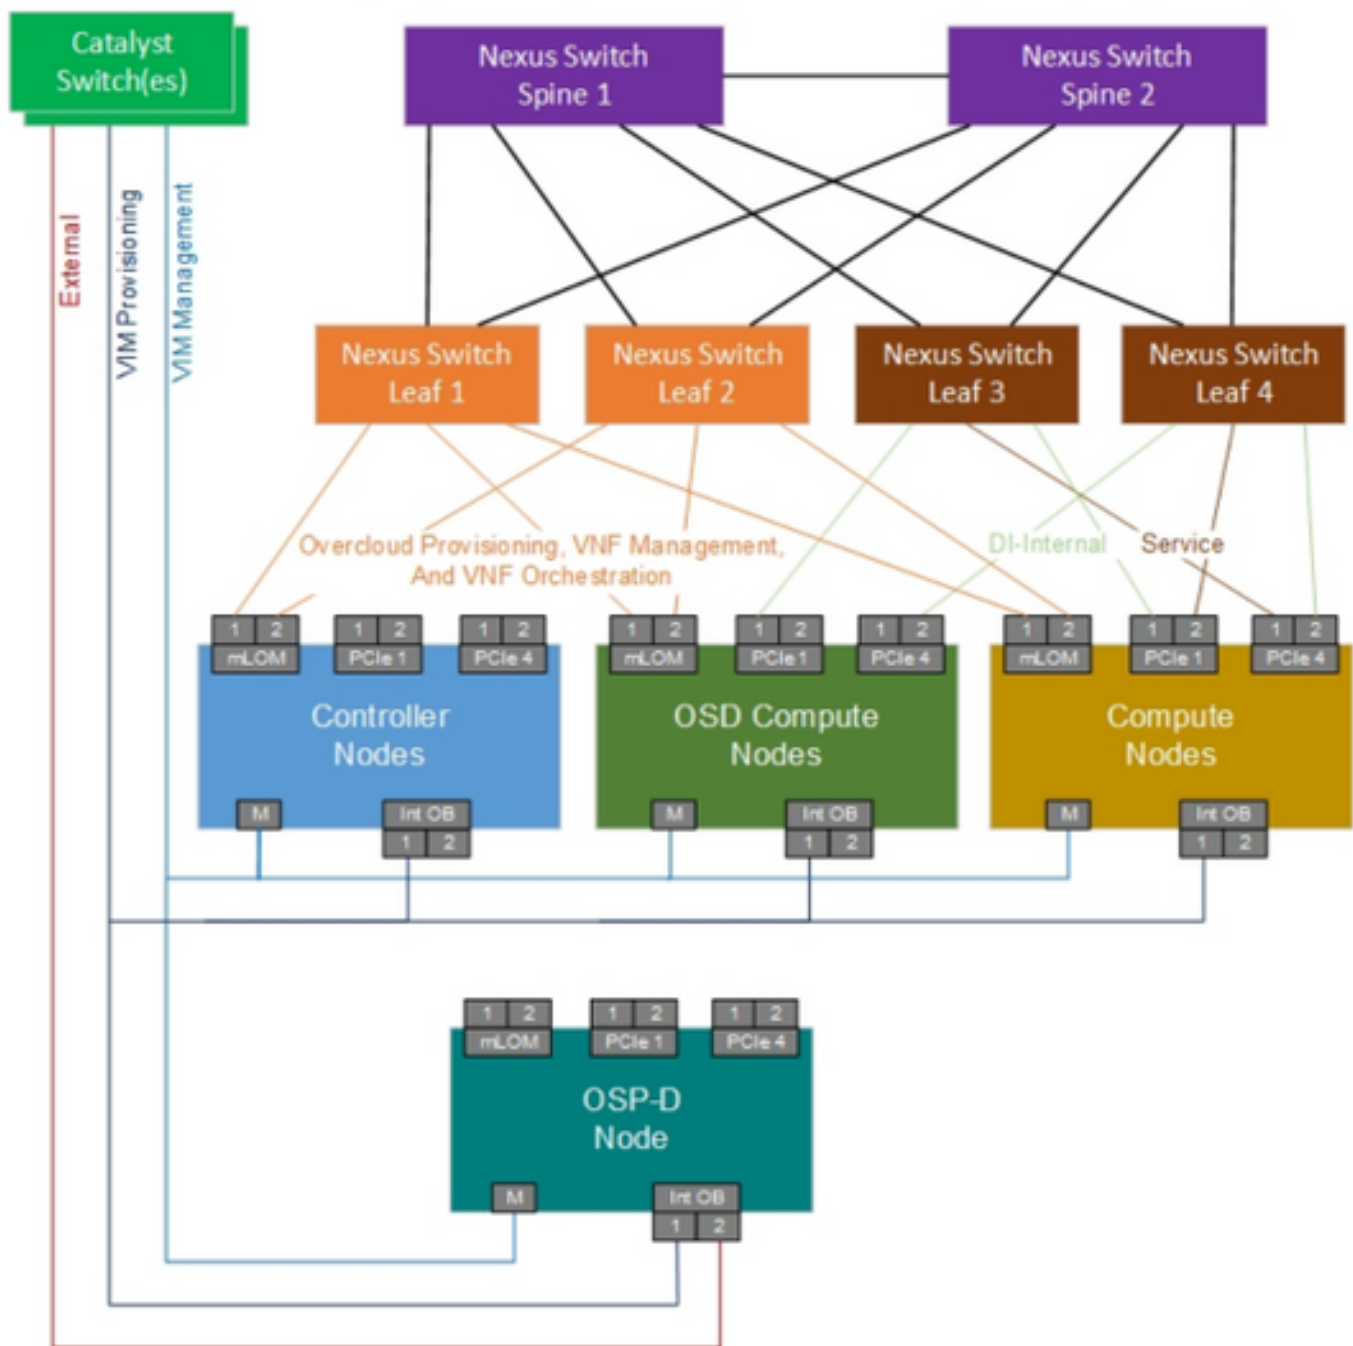 Catalyst
Switch(es)
Nexus Switch
Spine 1
Nexus Switch
Spine 2
External
VIM Provisioning
VIM Management
Nexus Switch
Leaf 1
Nexus Switch
Leaf 2
Nexus Switch
Leaf 3
Nexus Switch
Leaf 4
Overcloud Provisioning, VNF Management,
And VNF Orchestration
DI-Internal
Service
1 2
mLOM
1 2
PCIe 1
1 2
PCIe 4
Controller
Nodes
M
Int OB
1 2
1 2
mLOM
1 2
PCIe 1
1 2
PCIe 4
OSD Compute
Nodes
M
Int OB
1 2
1 2
mLOM
1 2
PCIe 1
1 2
PCIe 4
Compute
Nodes
M
Int OB
1 2
1 2
mLOM
1 2
PCIe 1
1 2
PCIe 4
OSP-D
Node
M
Int OB
1 2